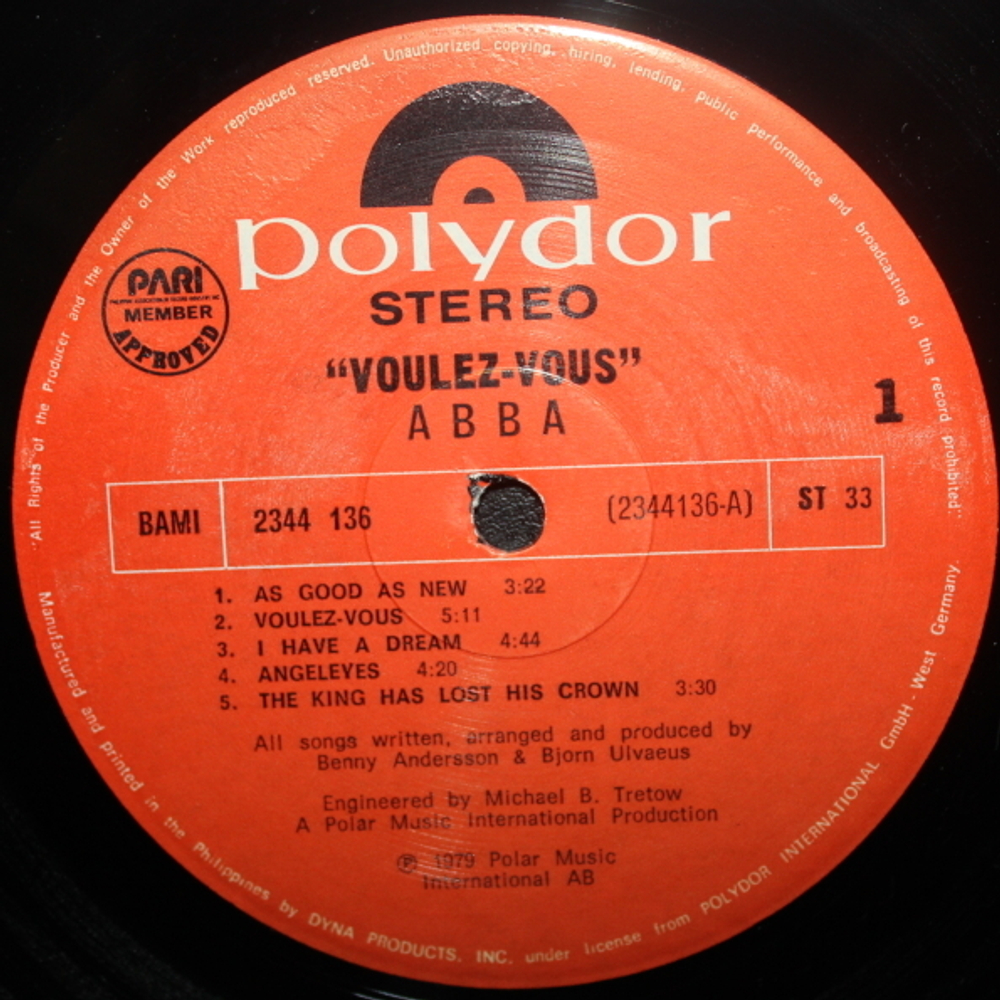 "All Rights of the Producer and the Owner of the Work reproduced reserved. Unauthorized copying, hiring, lending, public performance and broadcasting of this record prohibited"
polydor
STEREO
PARI
MEMBER
APPROVED
"VOULEZ-VOUS"
ABBA
1
BAMI 2344 136 (2344136-A) ST 33
1. AS GOOD AS NEW 3:22
2. VOULEZ-VOUS 5:11
3. I HAVE A DREAM 4:44
4. ANGELEYES 4:20
5. THE KING HAS LOST HIS CROWN 3:30
All songs written, arranged and produced by
Benny Andersson & Bjorn Ulvaeus
Engineered by Michael B. Tretow
A Polar Music International Production
℗ 1979 Polar Music
International AB
Manufactured and printed in the Philippines by DYNA PRODUCTS, INC. under license from POLYDOR INTERNATIONAL GmbH - West Germany.